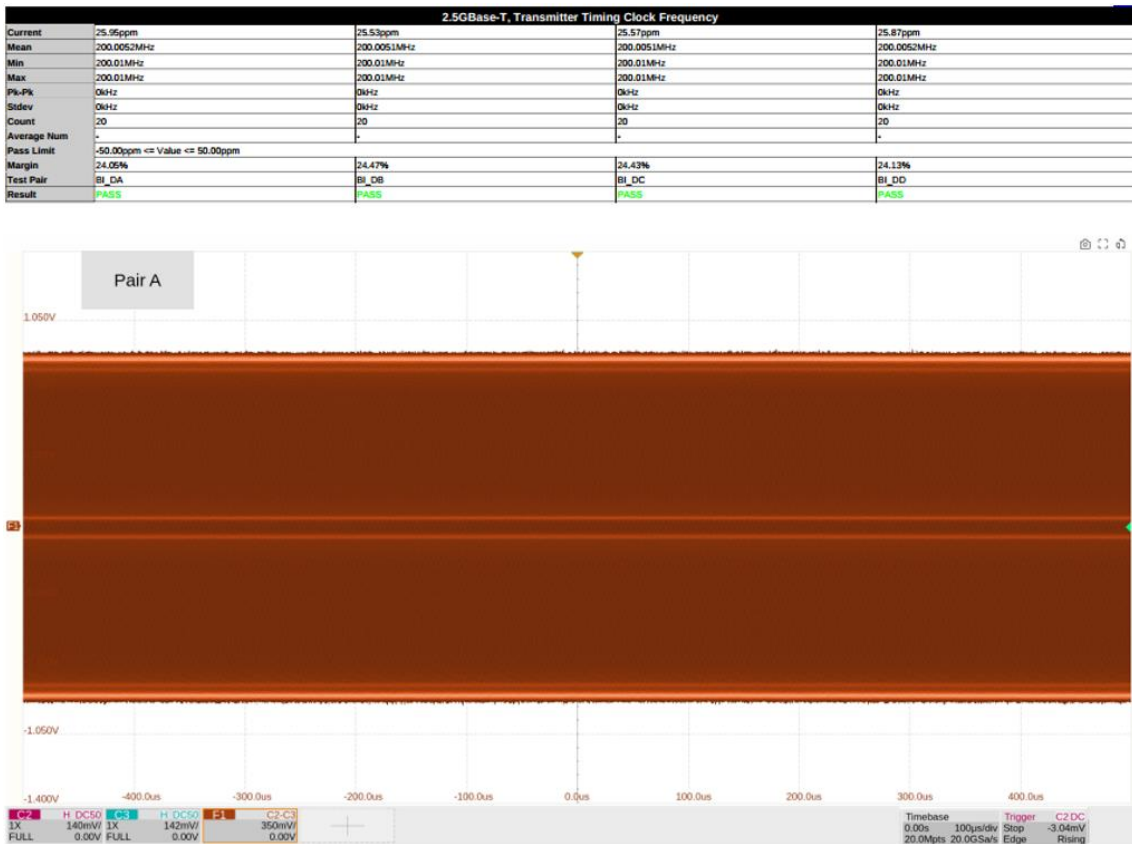 2.5GBase-T, Transmitter Timing Clock Frequency
Current 25.95ppm 25.53ppm 25.57ppm 25.87ppm
Mean 200.0052MHz 200.0051MHz 200.0051MHz 200.0052MHz
Min 200.01MHz 200.01MHz 200.01MHz 200.01MHz
Max 200.01MHz 200.01MHz 200.01MHz 200.01MHz
Pk-Pk 0kHz 0kHz 0kHz 0kHz
Stdev 0kHz 0kHz 0kHz 0kHz
Count 20 20 20 20
Average Num - - - -
Pass Limit -50.00ppm <= Value <= 50.00ppm
Margin 24.05% 24.47% 24.43% 24.13%
Test Pair BI_DA BI_DB BI_DC BI_DD
Result PASS PASS PASS PASS
Pair A
1.050V
F1
-1.050V
-1.400V -400.0us -300.0us -200.0us -100.0us 0.0us 100.0us 200.0us 300.0us 400.0us
C2 H DC50 C3 H DC50 F1 C2-C3 Timebase Trigger C2 DC
1X 140mV/ 1X 142mV/ 350mV/ 0.00s 100µs/div Stop -3.04mV
FULL 0.00V FULL 0.00V 0.00V 20.0Mpts 20.0GSa/s Edge Rising